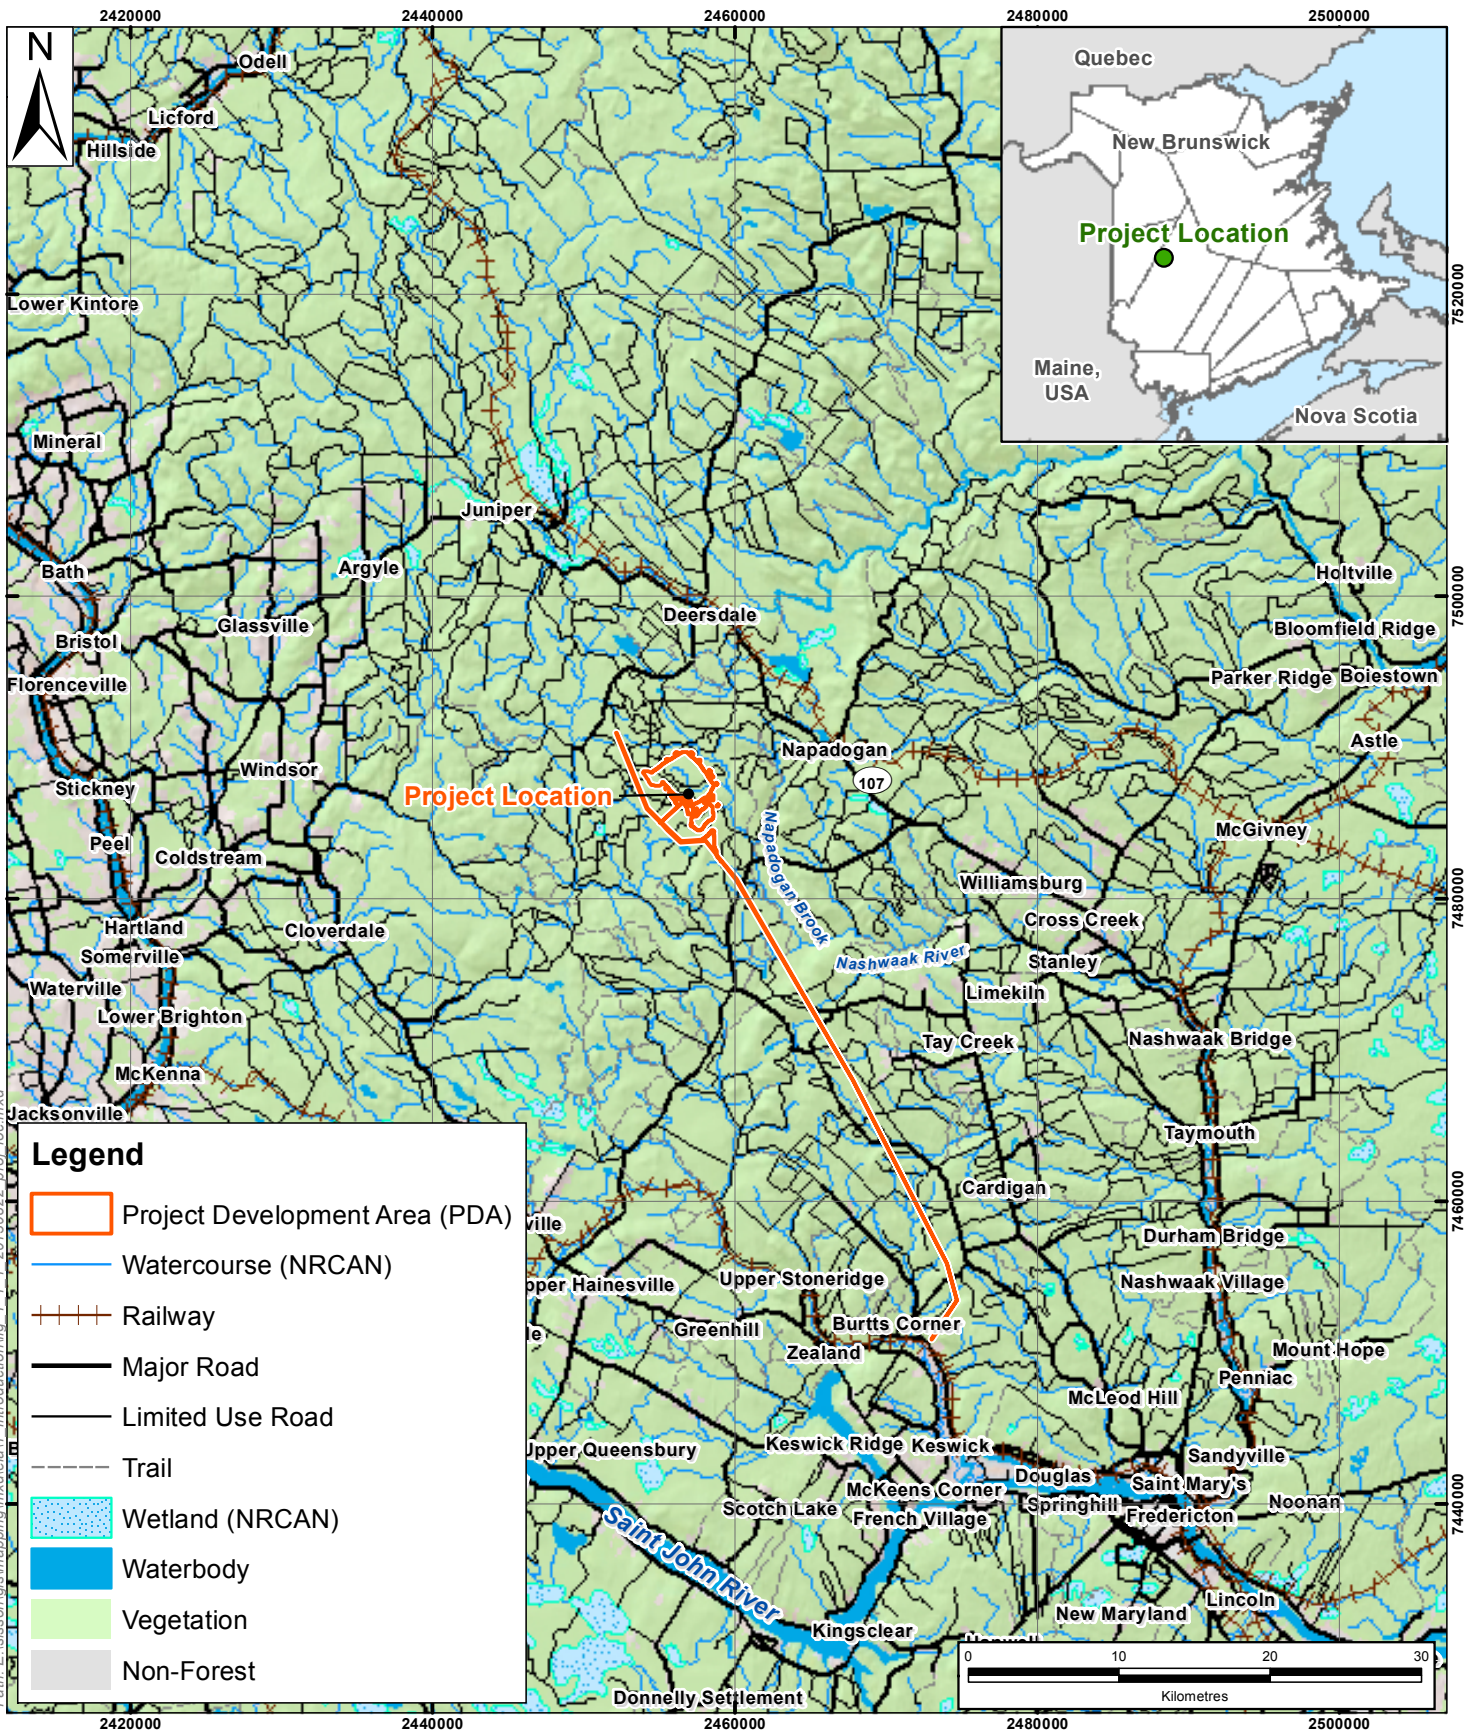 2420000
2440000
2460000
2480000
2500000
N
Odell
Licford
Hillside
Lower Kintore
Mineral
Juniper
Bath
Argyle
Bristol
Glassville
Deersdale
Florenceville
Windsor
Stickney
Napadogan
107
Project Location
Peel
Coldstream
Hartland
Cloverdale
Somerville
Waterville
Lower Brighton
McKenna
Jacksonville
Napadogan Brook
Nashwaak River
Quebec
New Brunswick
Project Location
Maine,
USA
Nova Scotia
7520000
7500000
7480000
7460000
7440000
Holtville
Bloomfield Ridge
Parker Ridge
Boiestown
Astle
McGivney
Williamsburg
Cross Creek
Stanley
Limekiln
Tay Creek
Nashwaak Bridge
Taymouth
Cardigan
Durham Bridge
Nashwaak Village
Mount Hope
Penniac
McLeod Hill
ville
pper Hainesville
Upper Stoneridge
Greenhill
Burtts Corner
Zealand
Upper Queensbury
Keswick Ridge
Keswick
Sandyville
Douglas
Saint Mary's
McKeens Corner
Springhill
Noonan
Scotch Lake
French Village
Fredericton
Saint John River
Lincoln
New Maryland
Kingsclear
Donnelly Settlement
Legend
Project Development Area (PDA)
Watercourse (NRCAN)
Railway
Major Road
Limited Use Road
Trail
Wetland (NRCAN)
Waterbody
Vegetation
Non-Forest
0
10
20
30
Kilometres
2420000
2440000
2460000
2480000
2500000